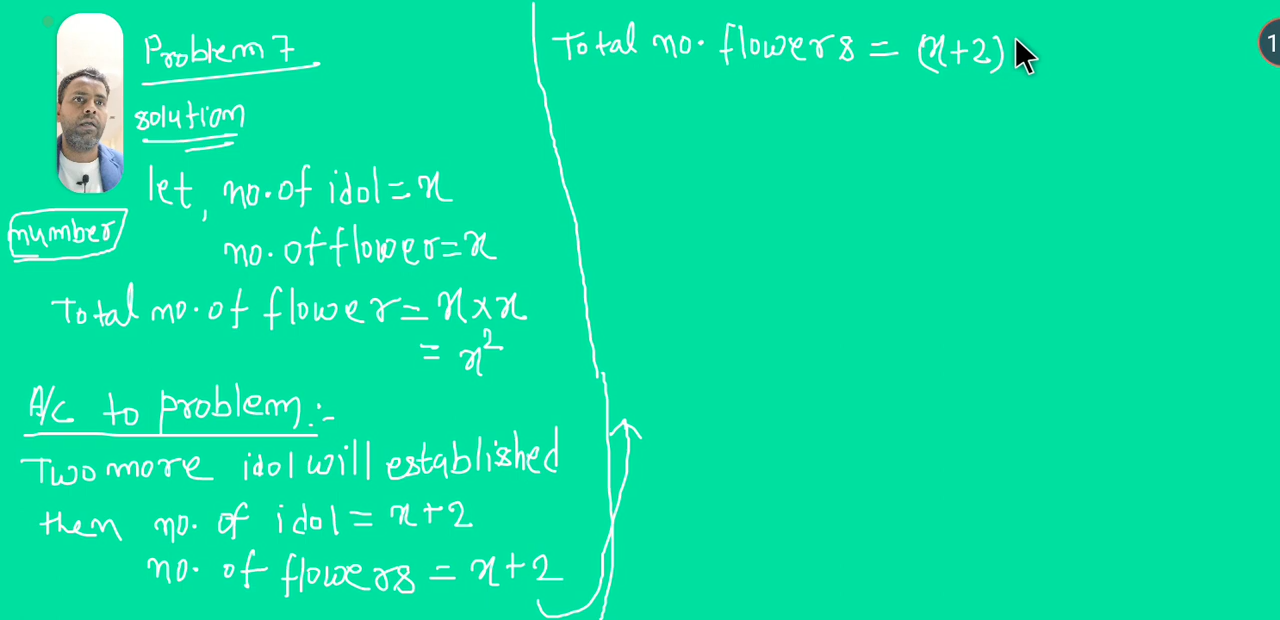 Problem 7
solution
let, no. of idol = x
number
no. of flower = x
Total no. of flower = x × x
= x²
A/c to problem :-
Two more idol will established
then no. of idol = x + 2
no. of flowers = x + 2
Total no. flowers = (x+2)
1